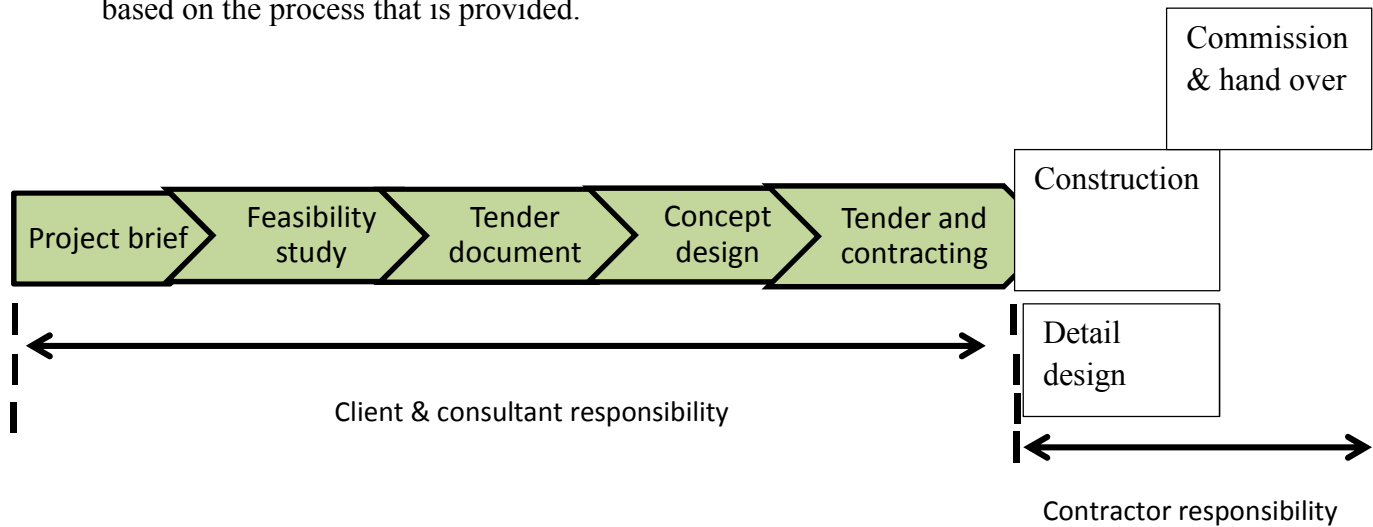 based on the process that is provided.
Commission
& hand over
Construction
Project brief
Feasibility
study
Tender
document
Concept
design
Tender and
contracting
Detail
design
Client & consultant responsibility
Contractor responsibility